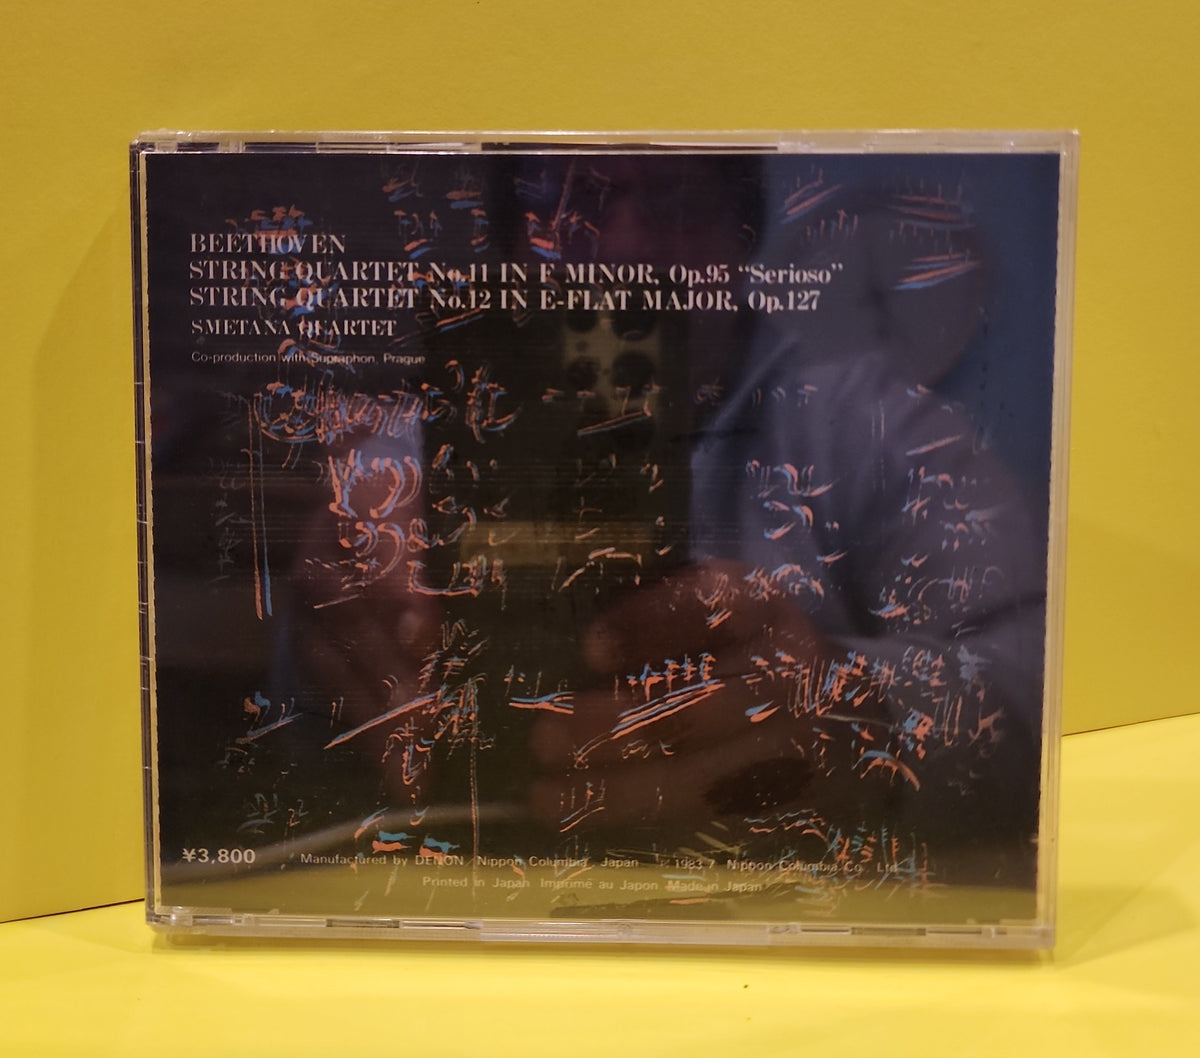 BEETHOVEN
STRING QUARTET No.11 IN F MINOR, Op.95 “Serioso”
STRING QUARTET No.12 IN E-FLAT MAJOR, Op.127
SMETANA QUARTET
Co-production with Supraphon, Prague
¥3,800 Manufactured by DENON / Nippon Columbia, Japan ℗ 1983.7 Nippon Columbia Co., Ltd.
Printed in Japan Imprimé au Japon Made in Japan